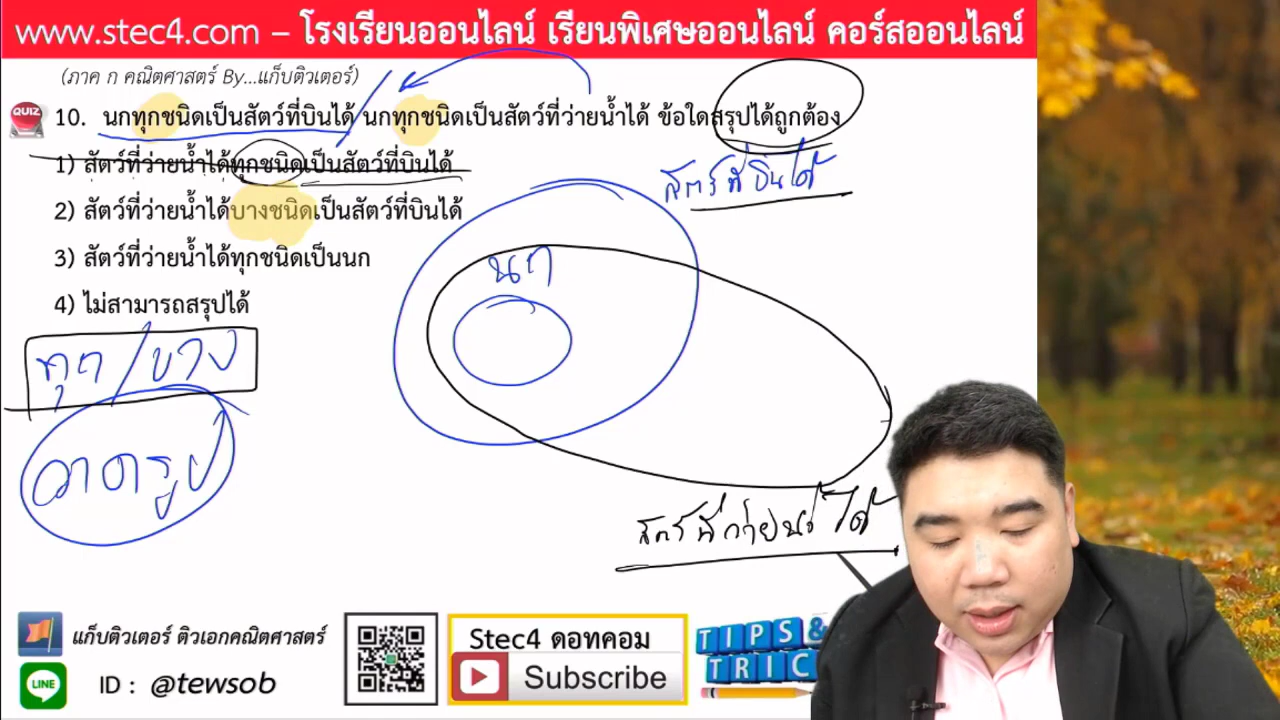 www.stec4.com – โรงเรียนออนไลน์ เรียนพิเศษออนไลน์ คอร์สออนไลน์
(ภาค ก คณิตศาสตร์ By...แก็บติวเตอร์)
QUIZ 10. นกทุกชนิดเป็นสัตว์ที่บินได้ นกทุกชนิดเป็นสัตว์ที่ว่ายน้ำได้ ข้อใดสรุปได้ถูกต้อง
1) สัตว์ที่ว่ายน้ำได้ทุกชนิดเป็นสัตว์ที่บินได้
สัตว์ที่บินได้
2) สัตว์ที่ว่ายน้ำได้บางชนิดเป็นสัตว์ที่บินได้
3) สัตว์ที่ว่ายน้ำได้ทุกชนิดเป็นนก
นก
4) ไม่สามารถสรุปได้
ทุก/บาง
วาดรูป
สัตว์ที่ว่ายน้ำได้
แก็บติวเตอร์ ติวเอกคณิตศาสตร์
LINE ID : @tewsob
Stec4 ดอทคอม
Subscribe
TIPS &
TRIC